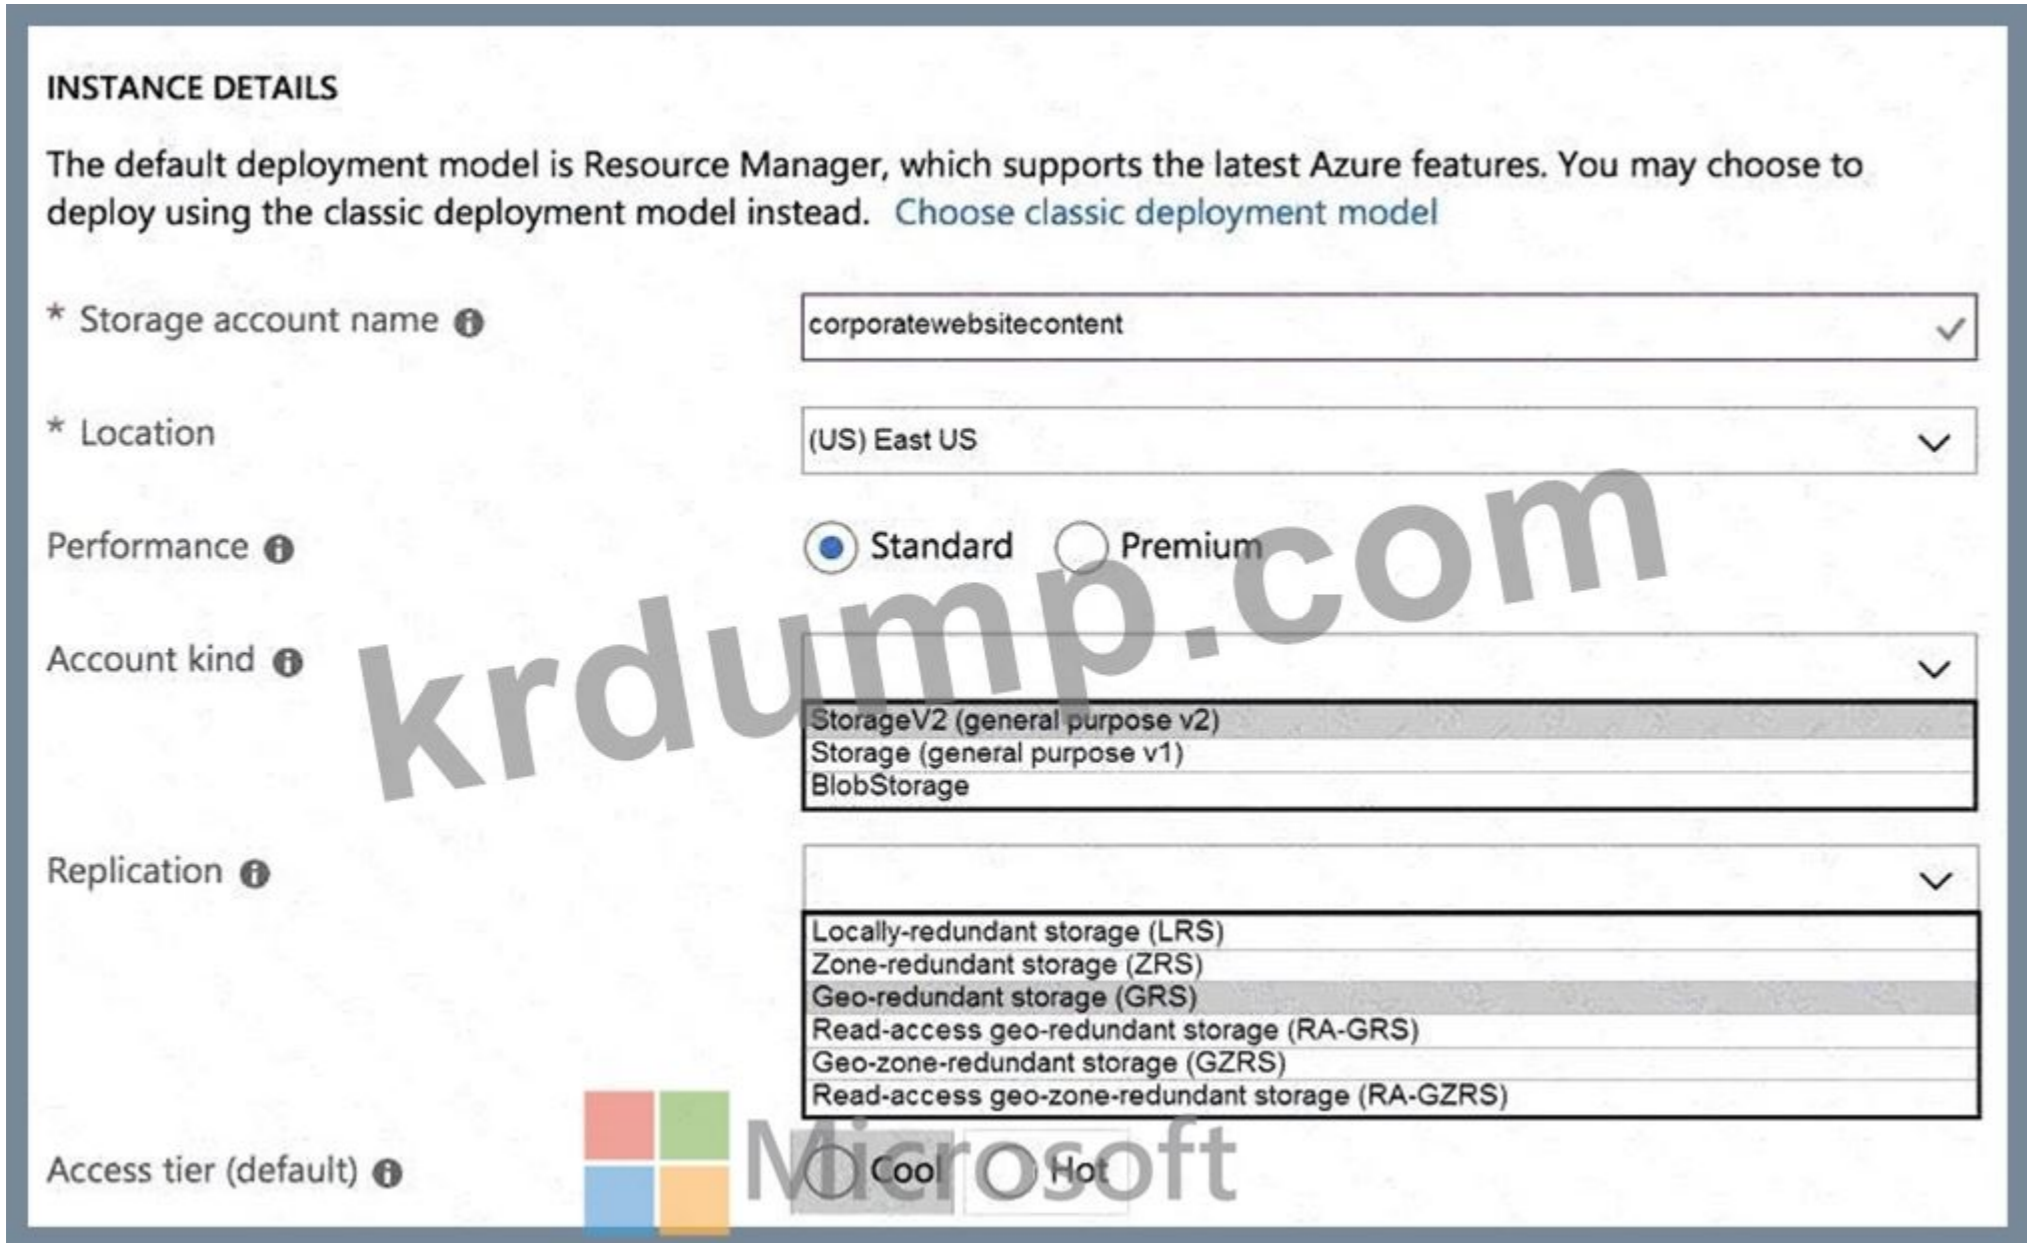 INSTANCE DETAILS
The default deployment model is Resource Manager, which supports the latest Azure features. You may choose to
deploy using the classic deployment model instead. Choose classic deployment model
* Storage account name
corporatewebsitecontent
* Location
(US) East US
Performance
Standard Premium
Account kind
StorageV2 (general purpose v2)
Storage (general purpose v1)
BlobStorage
Replication
Locally-redundant storage (LRS)
Zone-redundant storage (ZRS)
Geo-redundant storage (GRS)
Read-access geo-redundant storage (RA-GRS)
Geo-zone-redundant storage (GZRS)
Read-access geo-zone-redundant storage (RA-GZRS)
Access tier (default)
Cool Hot
krdump.com
Microsoft